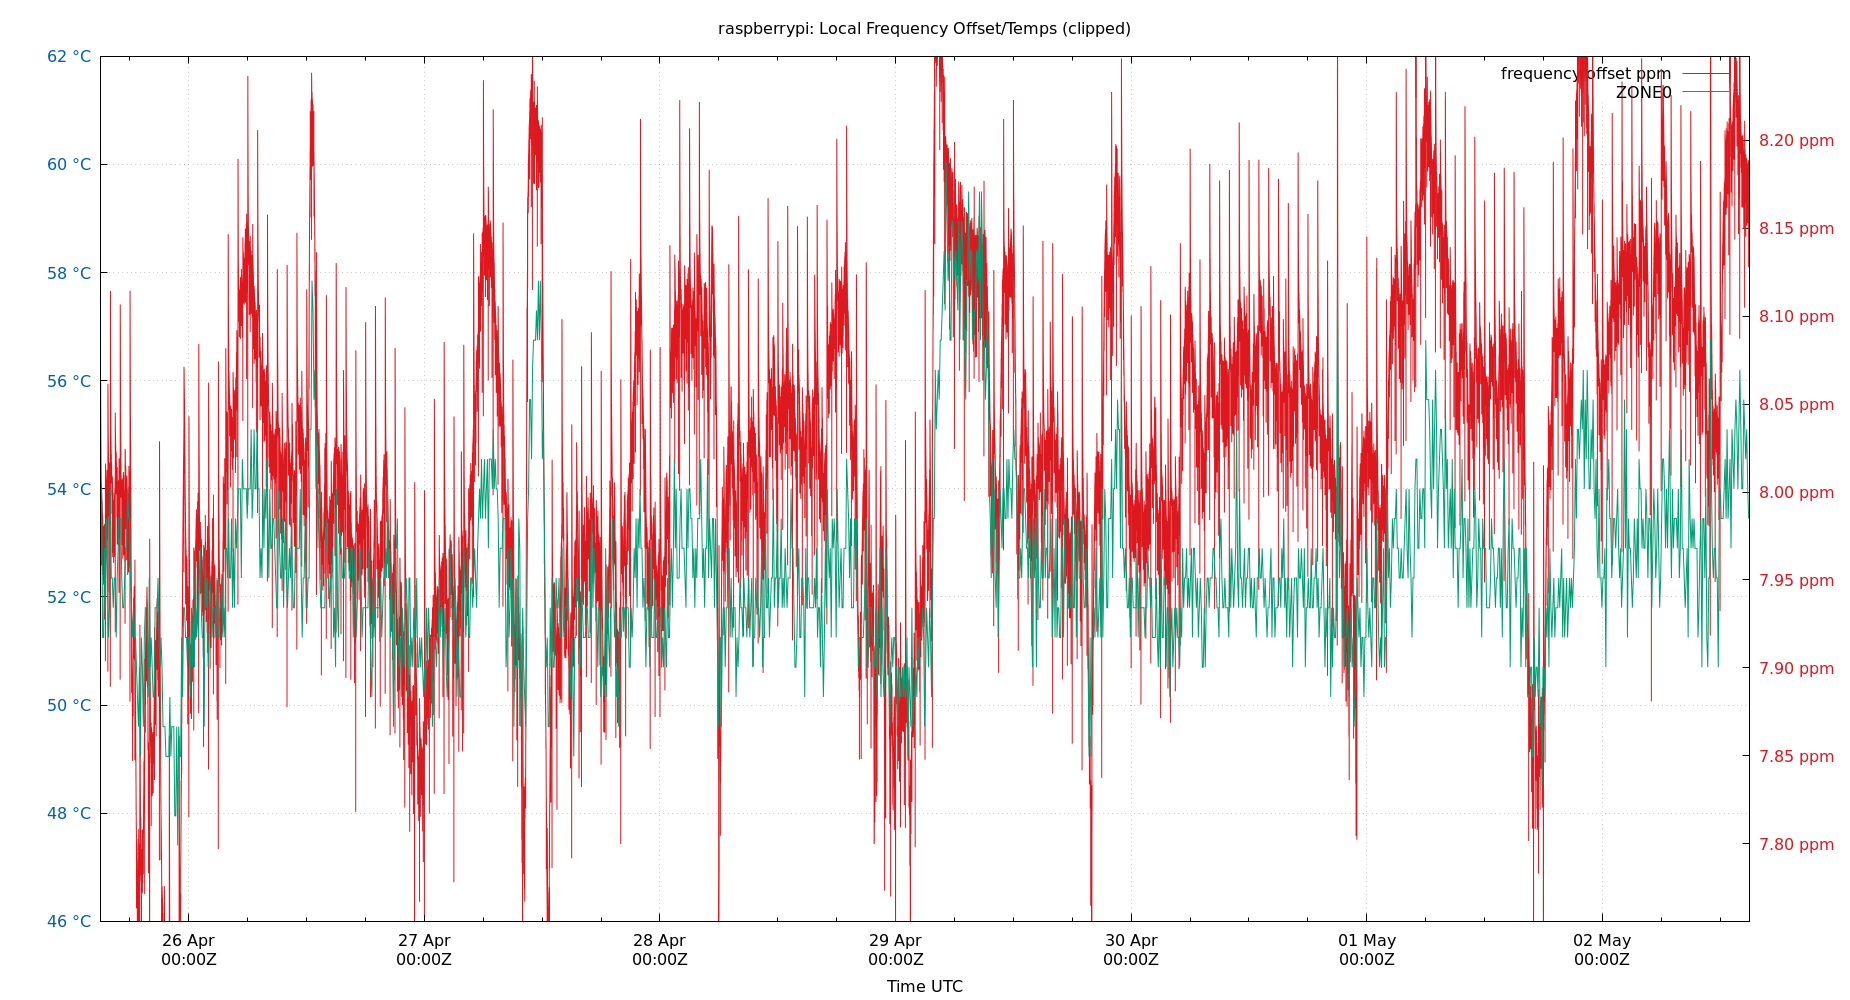 raspberrypi: Local Frequency Offset/Temps (clipped)
62 °C
60 °C
58 °C
56 °C
54 °C
52 °C
50 °C
48 °C
46 °C
frequency offset ppm
ZONE0
8.20 ppm
8.15 ppm
8.10 ppm
8.05 ppm
8.00 ppm
7.95 ppm
7.90 ppm
7.85 ppm
7.80 ppm
26 Apr
00:00Z
27 Apr
00:00Z
28 Apr
00:00Z
29 Apr
00:00Z
30 Apr
00:00Z
01 May
00:00Z
02 May
00:00Z
Time UTC